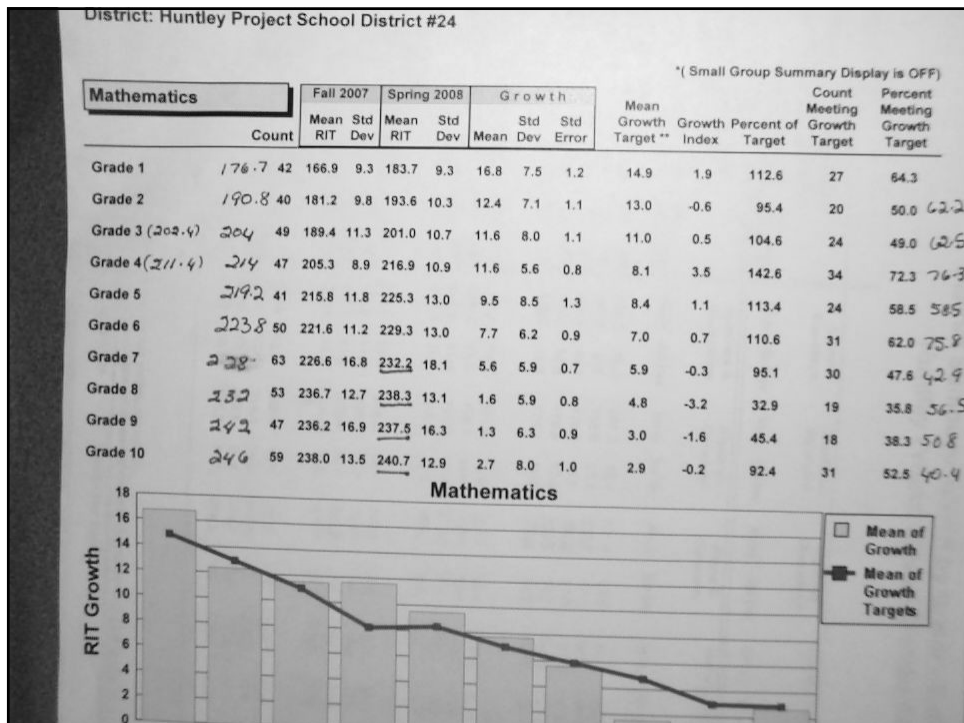 District: Huntley Project School District #24
*( Small Group Summary Display is OFF)
Mathematics Fall 2007 Spring 2008 Growth
Count Mean RIT Std Dev Mean RIT Std Dev Mean Std Dev Std Error Mean Growth Target ** Growth Index Percent of Target Count Meeting Growth Target Percent Meeting Growth Target
Grade 1 176.7 42 166.9 9.3 183.7 9.3 16.8 7.5 1.2 14.9 1.9 112.6 27 64.3
Grade 2 190.8 40 181.2 9.8 193.6 10.3 12.4 7.1 1.1 13.0 -0.6 95.4 20 50.0 62.2
Grade 3 (202.4) 204 49 189.4 11.3 201.0 10.7 11.6 8.0 1.1 11.0 0.5 104.6 24 49.0 62.5
Grade 4 (211.4) 214 47 205.3 8.9 216.9 10.9 11.6 5.6 0.8 8.1 3.5 142.6 34 72.3 76.3
Grade 5 219.2 41 215.8 11.8 225.3 13.0 9.5 8.5 1.3 8.4 1.1 113.4 24 58.5 585
Grade 6 2238 50 221.6 11.2 229.3 13.0 7.7 6.2 0.9 7.0 0.7 110.6 31 62.0 75.8
Grade 7 228 63 226.6 16.8 232.2 18.1 5.6 5.9 0.7 5.9 -0.3 95.1 30 47.6 42.9
Grade 8 232 53 236.7 12.7 238.3 13.1 1.6 5.9 0.8 4.8 -3.2 32.9 19 35.8 56.5
Grade 9 242 47 236.2 16.9 237.5 16.3 1.3 6.3 0.9 3.0 -1.6 45.4 18 38.3 508
Grade 10 246 59 238.0 13.5 240.7 12.9 2.7 8.0 1.0 2.9 -0.2 92.4 31 52.5 40.4
Mathematics
RIT Growth
18
16
14
12
10
8
6
4
2
0
Mean of
Growth
Mean of
Growth
Targets